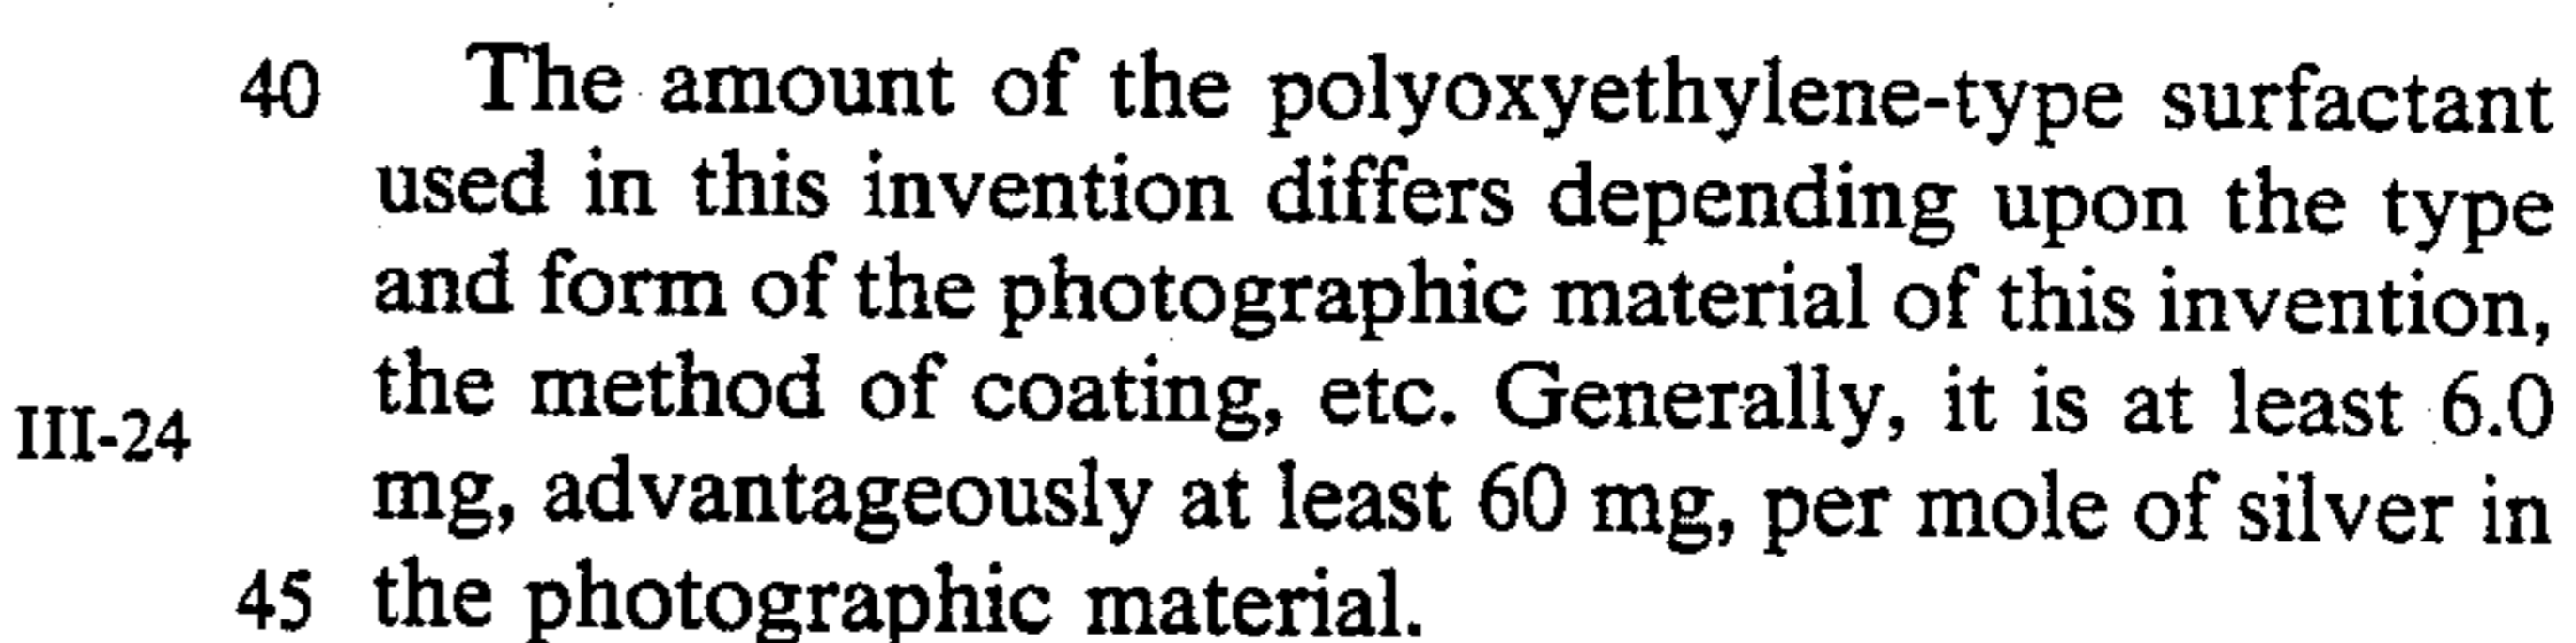 40 The amount of the polyoxyethylene-type surfactant
used in this invention differs depending upon the type
and form of the photographic material of this invention,
the method of coating, etc. Generally, it is at least 6.0
III-24
mg, advantageously at least 60 mg, per mole of silver in
45 the photographic material.